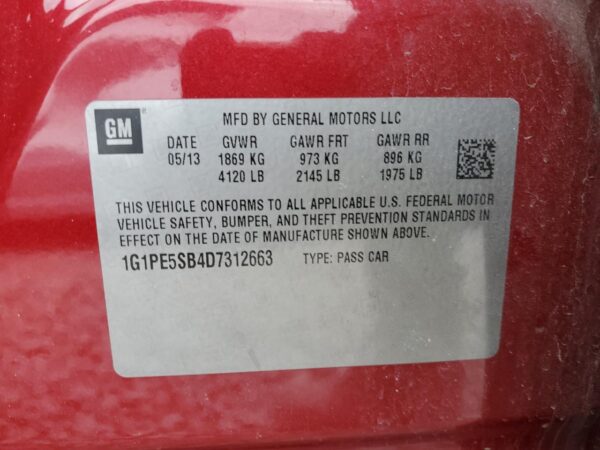 GM
MFD BY GENERAL MOTORS LLC
DATE GVWR GAWR FRT GAWR RR
05/13 1869 KG 973 KG 896 KG
4120 LB 2145 LB 1975 LB
THIS VEHICLE CONFORMS TO ALL APPLICABLE U.S. FEDERAL MOTOR
VEHICLE SAFETY, BUMPER, AND THEFT PREVENTION STANDARDS IN
EFFECT ON THE DATE OF MANUFACTURE SHOWN ABOVE.
1G1PE5SB4D7312663 TYPE: PASS CAR